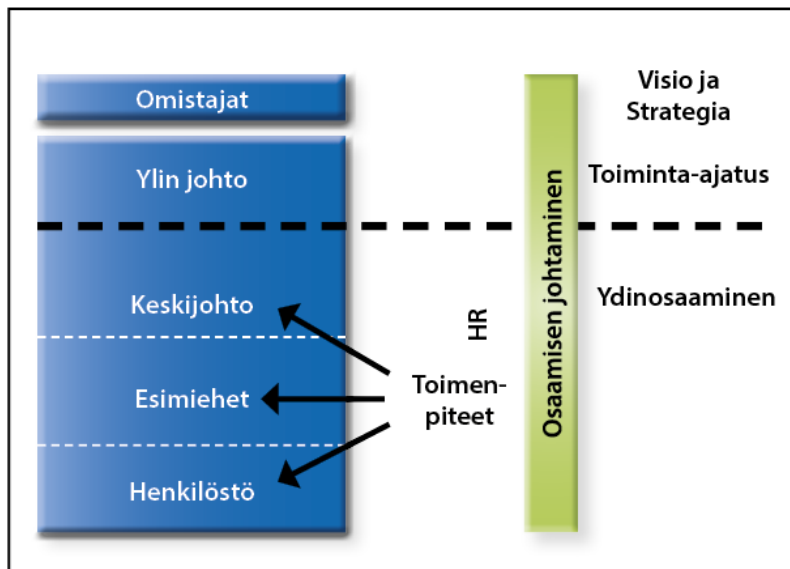 Omistajat
Ylin johto
Keskijohto
Esimiehet
Henkilöstö
HR
Toimen-
piteet
Osaamisen johtaminen
Visio ja
Strategia
Toiminta-ajatus
Ydinosaaminen